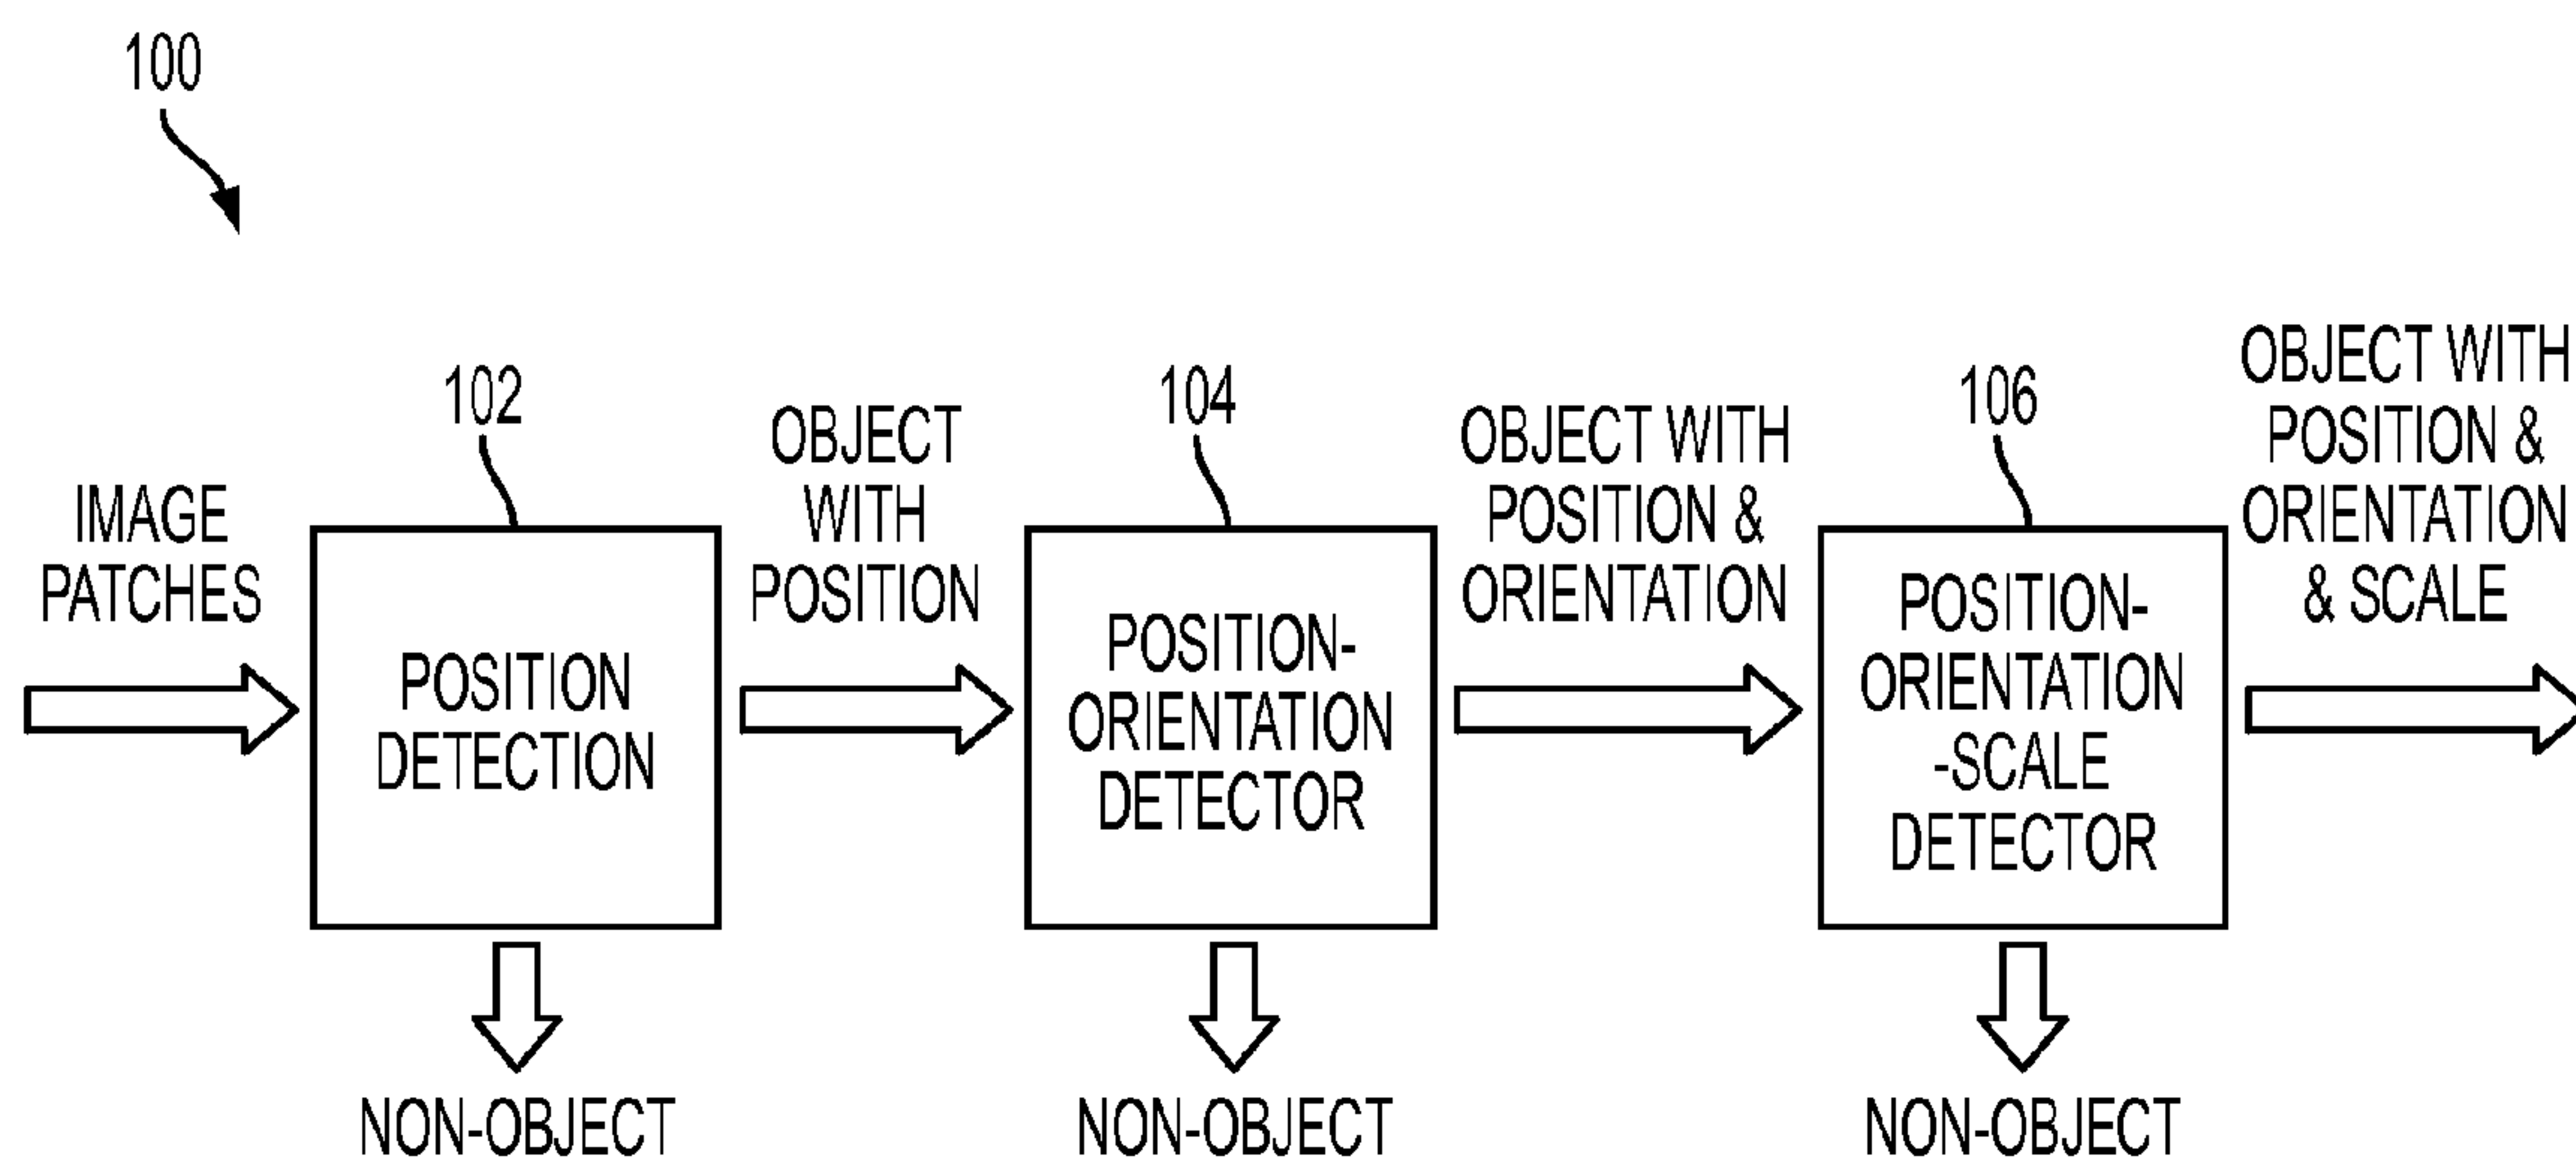 100
102
104
106
IMAGE
PATCHES
POSITION
DETECTION
OBJECT
WITH
POSITION
POSITION-
ORIENTATION
DETECTOR
OBJECT WITH
POSITION &
ORIENTATION
POSITION-
ORIENTATION
-SCALE
DETECTOR
OBJECT WITH
POSITION &
ORIENTATION
& SCALE
NON-OBJECT
NON-OBJECT
NON-OBJECT